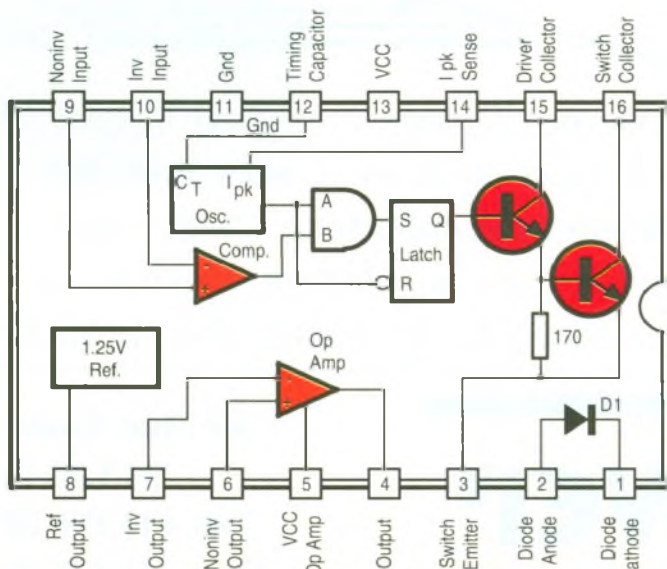 Noninv
Input
Inv
Input
Gnd
Timing
Capacitor
VCC
I pk
Sense
Driver
Collector
Switch
Collector
9
10
11
12
13
14
15
16
Gnd
CT Ipk
Osc.
A
B
S Q
Latch
R
Comp.
1.25V
Ref.
Op
Amp
170
D1
8
7
6
5
4
3
2
1
Ref
Output
Inv
Output
Noninv
Output
VCC
Op Amp
Output
Switch
Emitter
Diode
Anode
Diode
Cathode